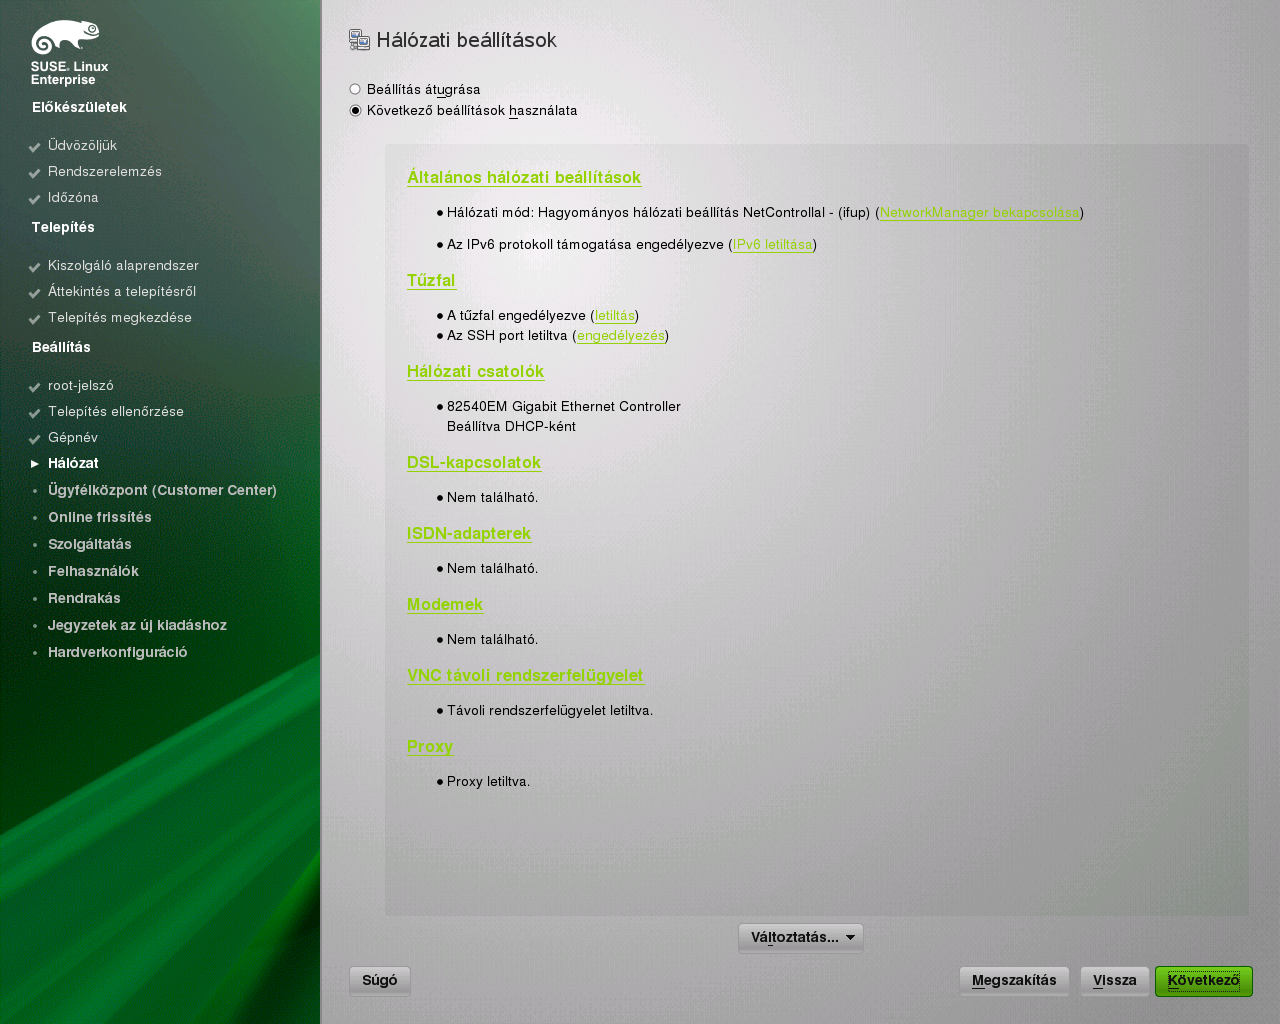 SUSE® Linux
Enterprise
Előkészületek
Üdvözöljük
Rendszerelemzés
Időzóna
Telepítés
Kiszolgáló alaprendszer
Áttekintés a telepítésről
Telepítés megkezdése
Beállítás
root-jelszó
Telepítés ellenőrzése
Gépnév
Hálózat
Ügyfélközpont (Customer Center)
Online frissítés
Szolgáltatás
Felhasználók
Rendrakás
Jegyzetek az új kiadáshoz
Hardverkonfiguráció
Hálózati beállítások
Beállítás átugrása
Következő beállítások használata
Általános hálózati beállítások
Hálózati mód: Hagyományos hálózati beállítás NetControllal - (ifup) (NetworkManager bekapcsolása)
Az IPv6 protokoll támogatása engedélyezve (IPv6 letiltása)
Tűzfal
A tűzfal engedélyezve (letiltás)
Az SSH port letiltva (engedélyezés)
Hálózati csatolók
82540EM Gigabit Ethernet Controller
Beállítva DHCP-ként
DSL-kapcsolatok
Nem található.
ISDN-adapterek
Nem található.
Modemek
Nem található.
VNC távoli rendszerfelügyelet
Távoli rendszerfelügyelet letiltva.
Proxy
Proxy letiltva.
Változtatás...
Súgó
Megszakítás
Vissza
Következő